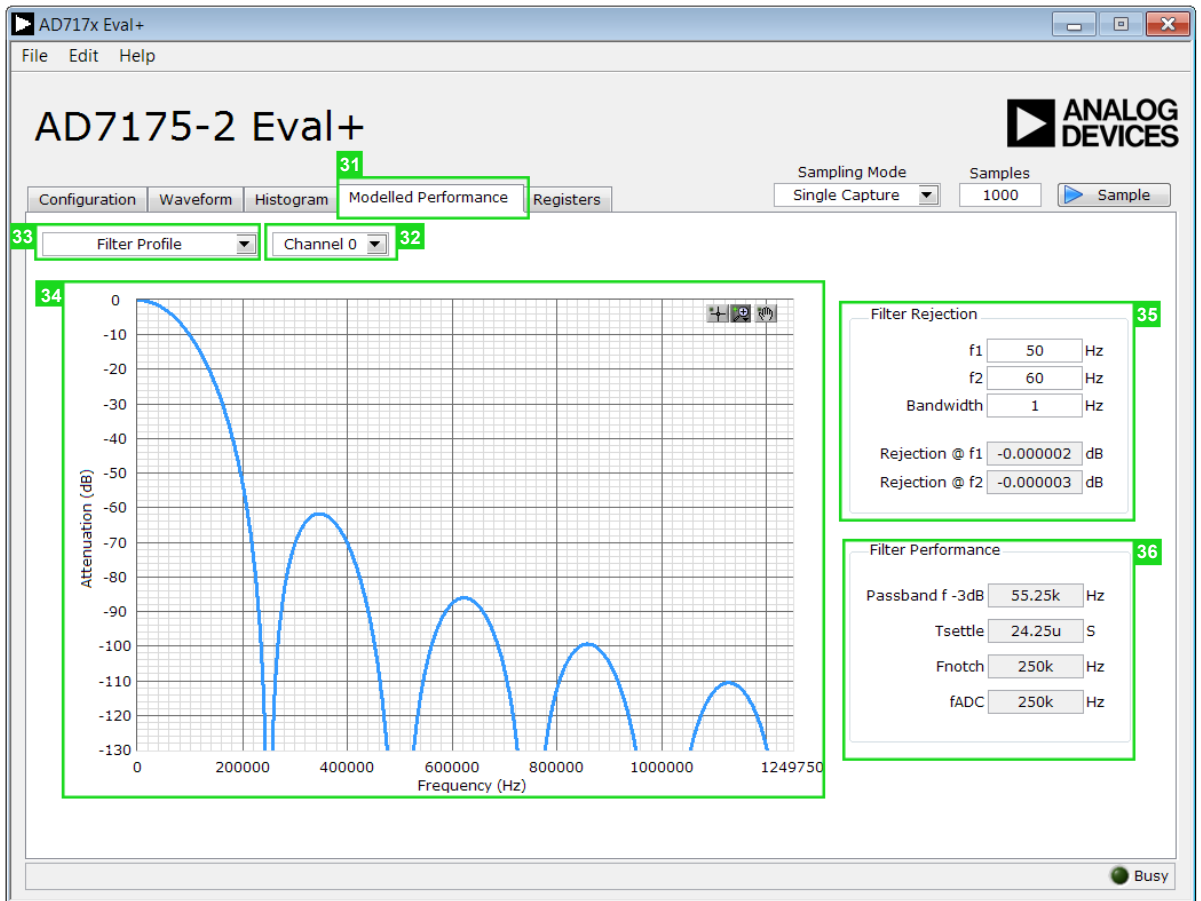 AD717x Eval+
File Edit Help
AD7175-2 Eval+
ANALOG
DEVICES
31
Sampling Mode
Samples
Configuration Waveform Histogram Modelled Performance Registers
Single Capture 1000 Sample
33 Filter Profile Channel 0 32
34
0
-10
-20
-30
-40
-50
-60
-70
-80
-90
-100
-110
-120
-130
Attenuation (dB)
0 200000 400000 600000 800000 1000000 1249750
Frequency (Hz)
Filter Rejection 35
f1 50 Hz
f2 60 Hz
Bandwidth 1 Hz
Rejection @ f1 -0.000002 dB
Rejection @ f2 -0.000003 dB
Filter Performance 36
Passband f -3dB 55.25k Hz
Tsettle 24.25u S
Fnotch 250k Hz
fADC 250k Hz
Busy